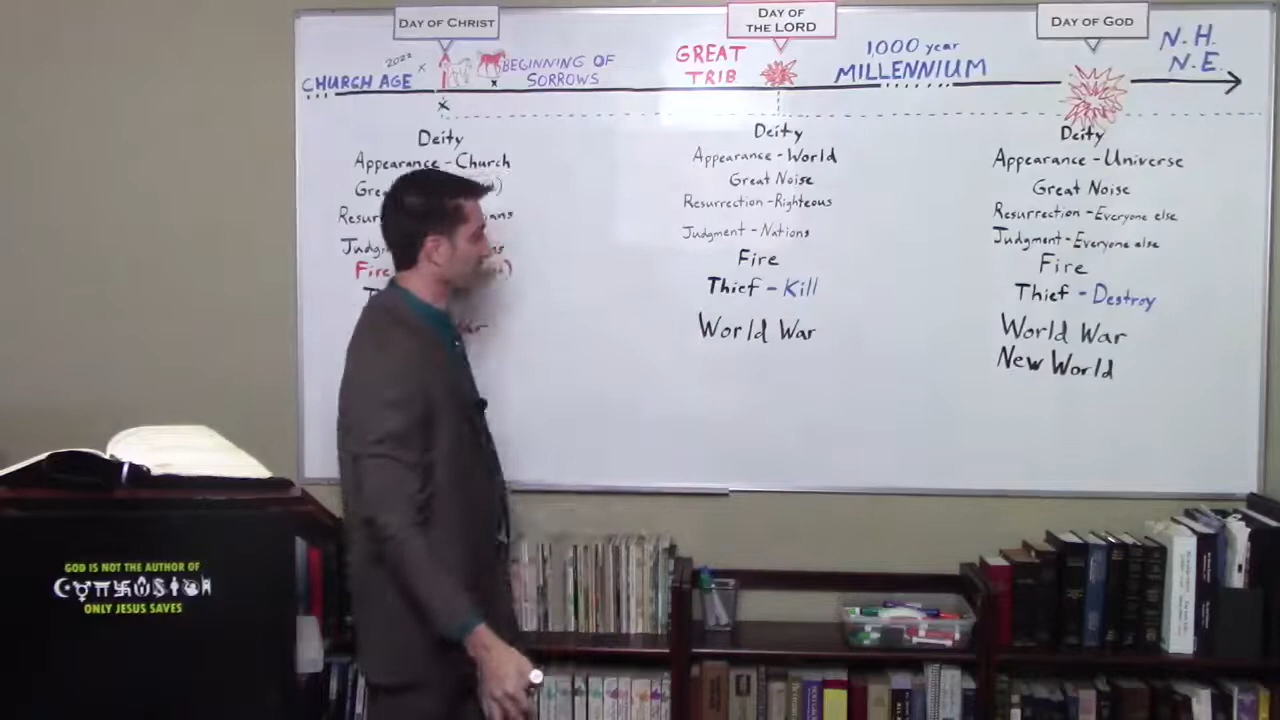 DAY OF CHRIST
DAY OF
THE LORD
DAY OF GOD
CHURCH AGE
2022 x
BEGINNING OF
SORROWS
GREAT
TRIB
1,000 year
MILLENNIUM
N.H.
N.E.
x
Deity
Appearance - Church
Resur
Judg
Fire
Deity
Appearance - World
Great Noise
Resurrection - Righteous
Judgment - Nations
Fire
Thief - Kill
World War
Deity
Appearance - Universe
Great Noise
Resurrection - Everyone else
Judgment - Everyone else
Fire
Thief - Destroy
World War
New World
GOD IS NOT THE AUTHOR OF
ONLY JESUS SAVES